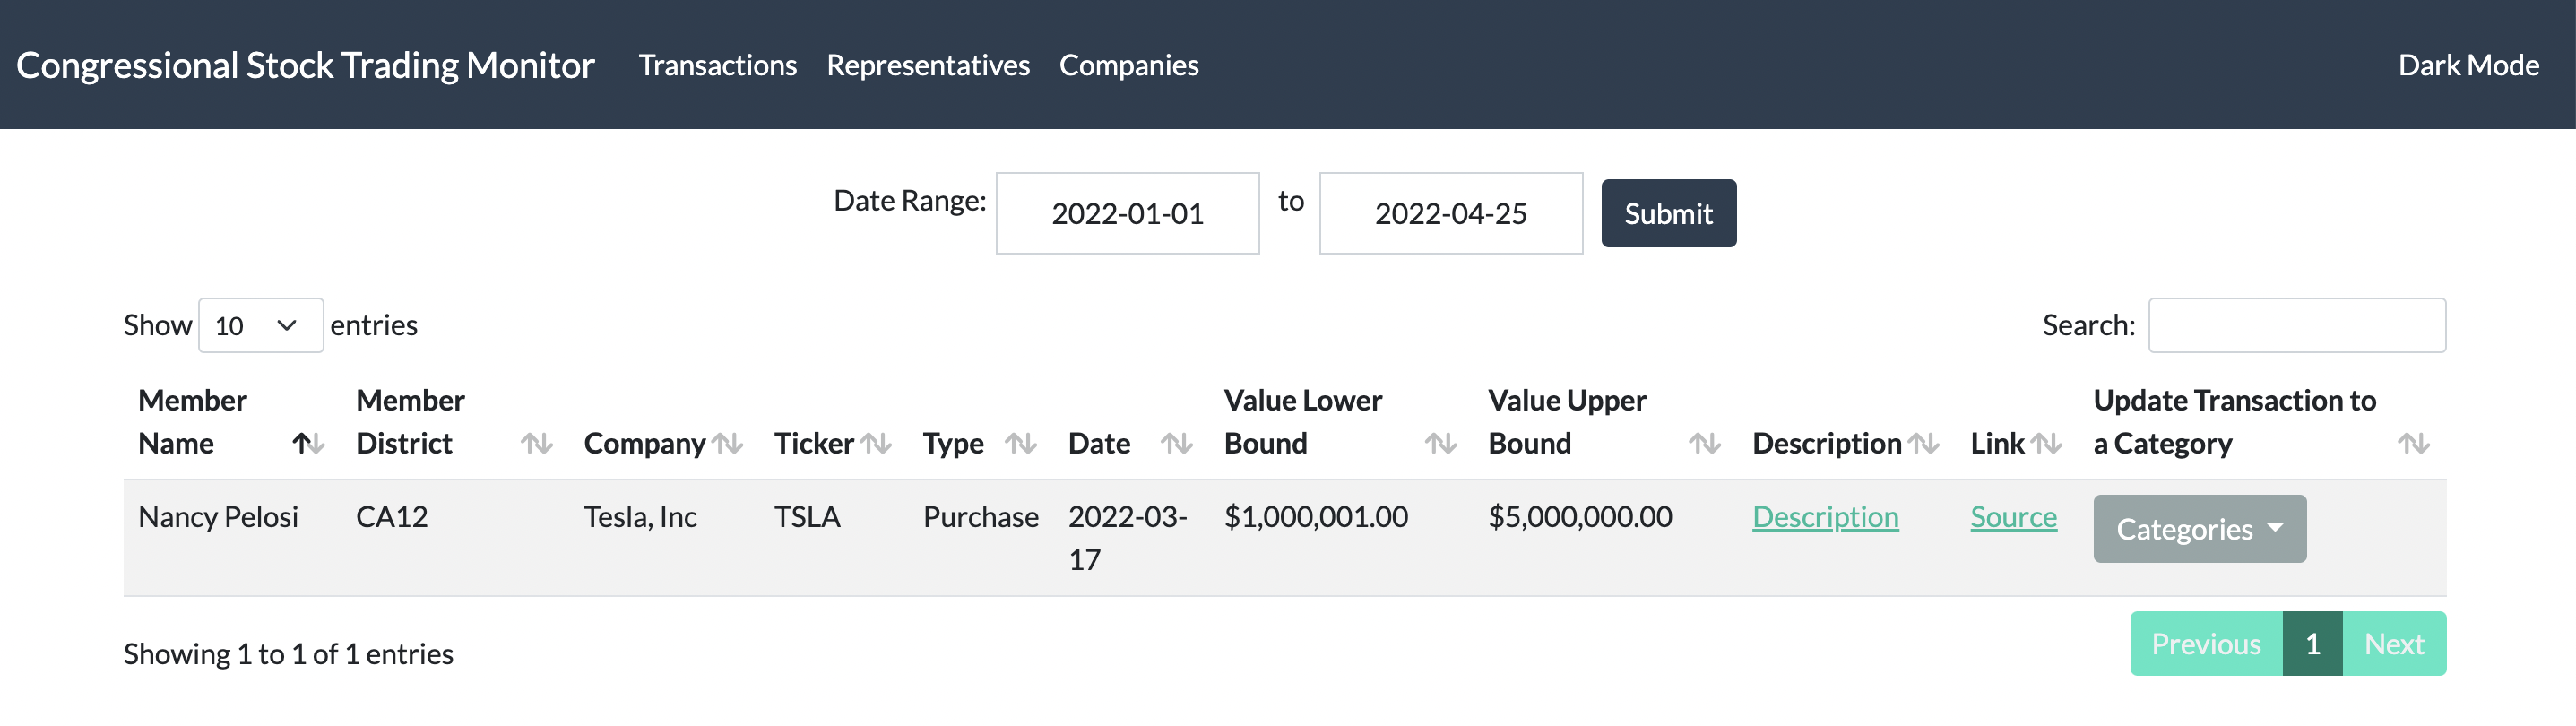 Congressional Stock Trading Monitor Transactions Representatives Companies Dark Mode
Date Range: 2022-01-01 to 2022-04-25 Submit
Show 10 entries Search:
Member Name Member District Company Ticker Type Date Value Lower Bound Value Upper Bound Description Link Update Transaction to a Category
Nancy Pelosi CA12 Tesla, Inc TSLA Purchase 2022-03-17 $1,000,001.00 $5,000,000.00 Description Source Categories
Showing 1 to 1 of 1 entries Previous 1 Next